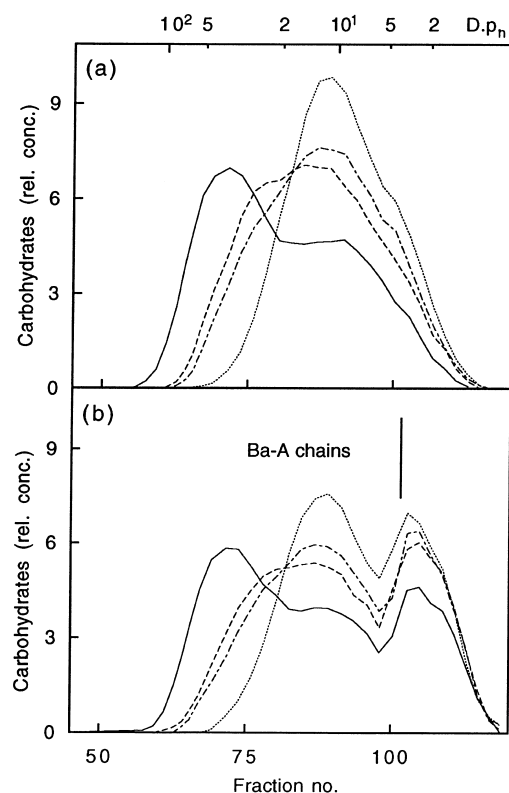 10² 5 2 10¹ 5 2 D.pₕ
(a)
9
6
3
0
Carbohydrates (rel. conc.)
(b)
Ba-A chains
9
6
3
0
Carbohydrates (rel. conc.)
50 75 100
Fraction no.